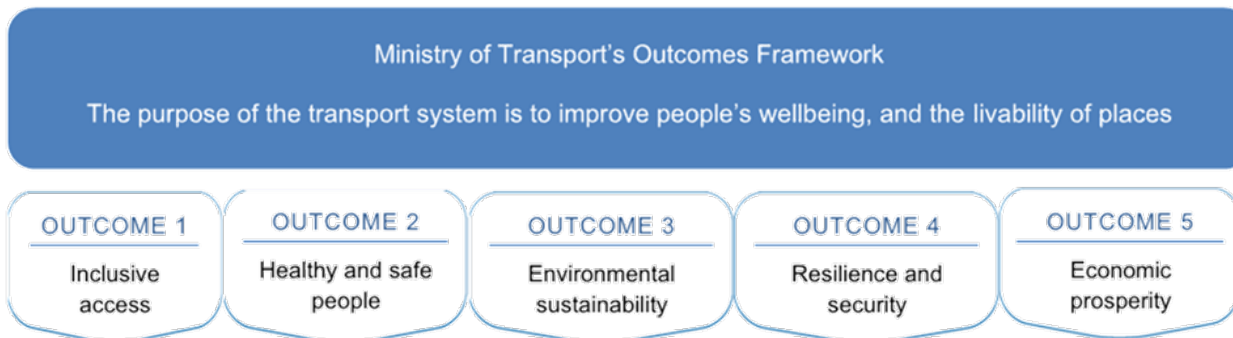 Ministry of Transport’s Outcomes Framework
The purpose of the transport system is to improve people’s wellbeing, and the livability of places
OUTCOME 1
Inclusive
access
OUTCOME 2
Healthy and safe
people
OUTCOME 3
Environmental
sustainability
OUTCOME 4
Resilience and
security
OUTCOME 5
Economic
prosperity